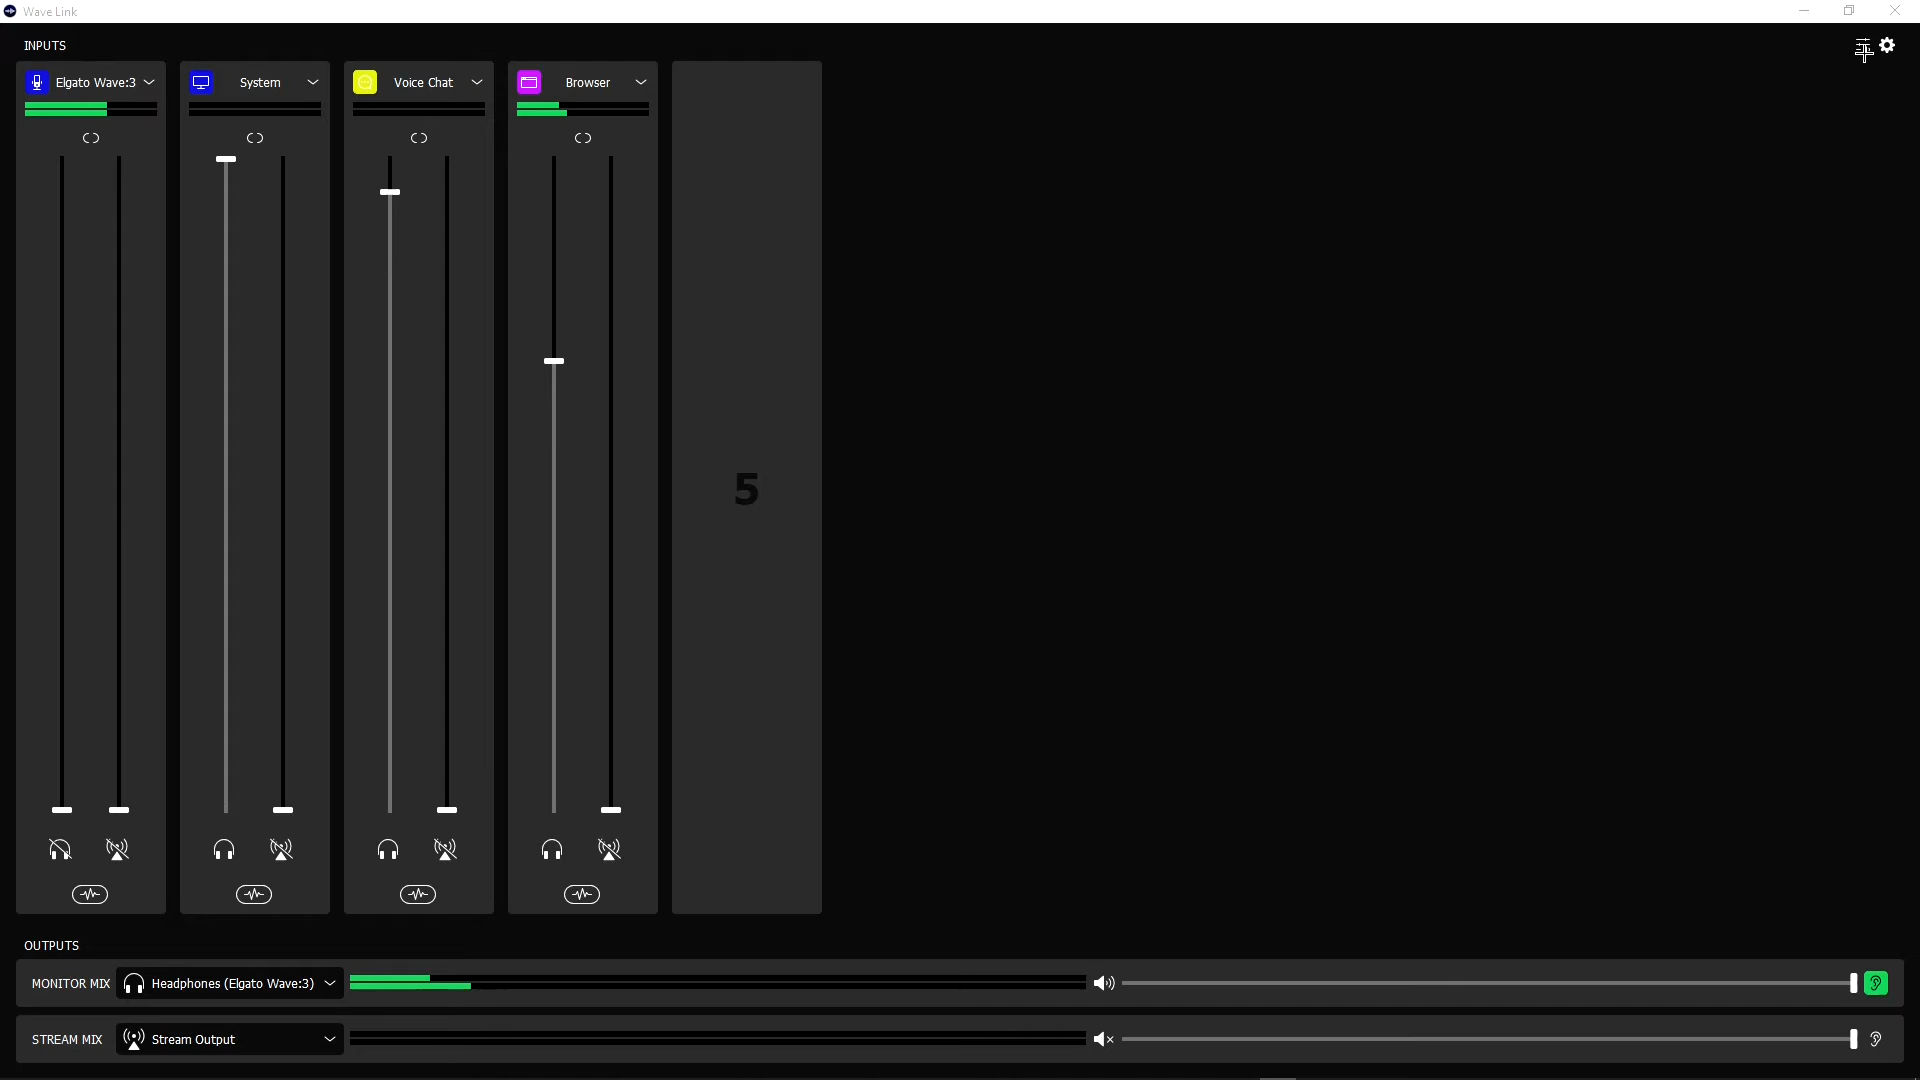 Wave Link
INPUTS
Elgato Wave:3
System
Voice Chat
Browser
5
OUTPUTS
MONITOR MIX
Headphones (Elgato Wave:3)
STREAM MIX
Stream Output